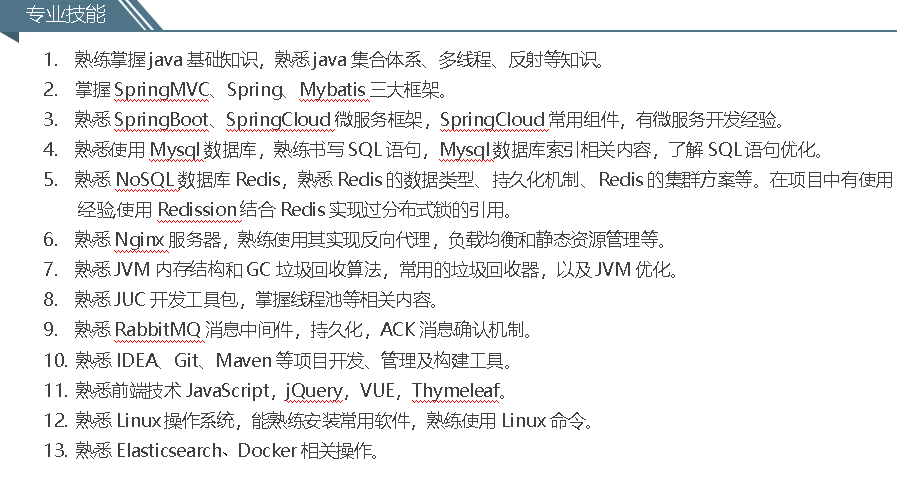 专业技能
1. 熟练掌握 java 基础知识，熟悉 java 集合体系、多线程、反射等知识。
2. 掌握 SpringMVC、Spring、Mybatis 三大框架。
3. 熟悉 SpringBoot、SpringCloud 微服务框架，SpringCloud 常用组件，有微服务开发经验。
4. 熟悉使用 Mysql 数据库，熟练书写 SQL 语句，Mysql 数据库索引相关内容，了解 SQL 语句优化。
5. 熟悉 NoSQL 数据库 Redis，熟悉 Redis 的数据类型、持久化机制、Redis 的集群方案等。在项目中有使用
经验,使用 Redission 结合 Redis 实现过分布式锁的引用。
6. 熟悉 Nginx 服务器，熟练使用其实现反向代理，负载均衡和静态资源管理等。
7. 熟悉 JVM 内存结构和 GC 垃圾回收算法，常用的垃圾回收器，以及 JVM 优化。
8. 熟悉 JUC 开发工具包，掌握线程池等相关内容。
9. 熟悉 RabbitMQ 消息中间件，持久化，ACK 消息确认机制。
10. 熟悉 IDEA、Git、Maven 等项目开发、管理及构建工具。
11. 熟悉前端技术 JavaScript，jQuery，VUE，Thymeleaf。
12. 熟悉 Linux 操作系统，能熟练安装常用软件，熟练使用 Linux 命令。
13. 熟悉 Elasticsearch、Docker 相关操作。